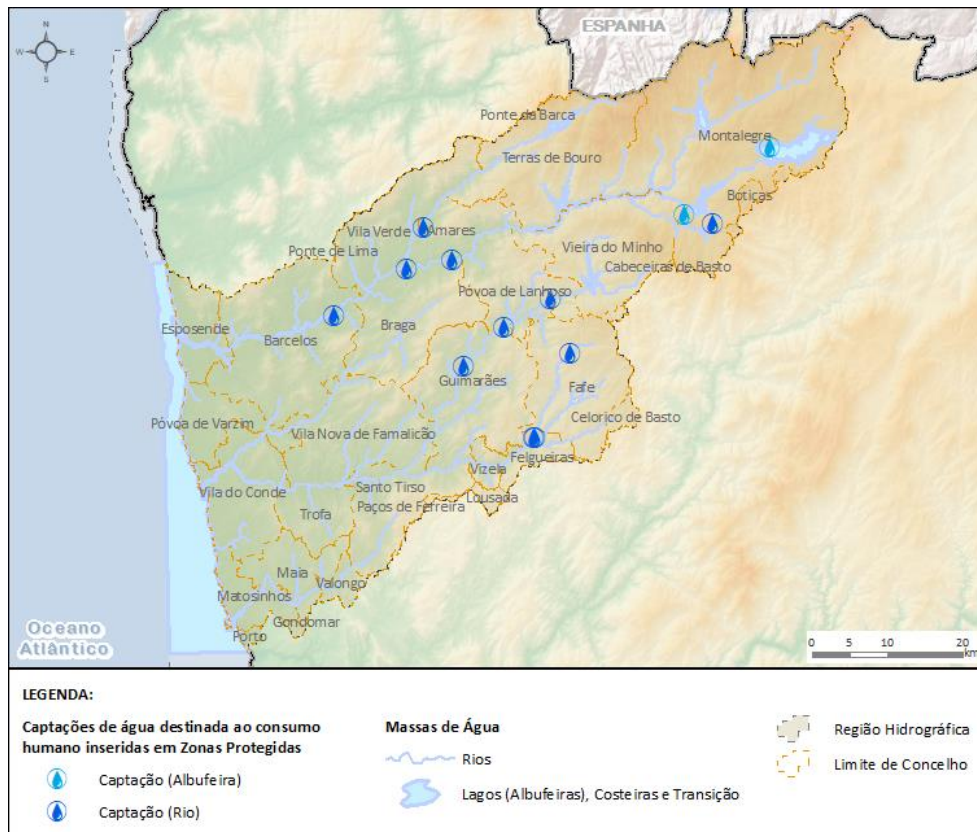 N
W
E
S
ESPANHA
Ponte da Barca
Montalegre
Terras de Bouro
Boticas
Vila Verde
Amares
Ponte de Lima
Vieira do Minho
Cabeceiras de Basto
Póvoa de Lanhoso
Esposende
Braga
Barcelos
Guimarães
Fafe
Celorico de Basto
Póvoa de Varzim
Vila Nova de Famalicão
Felgueiras
Vizela
Vila do Conde
Santo Tirso
Lousada
Paços de Ferreira
Trofa
Maia
Valongo
Matosinhos
Gondomar
Porto
Oceano
Atlântico
0 5 10 20
km
LEGENDA:
Captações de água destinada ao consumo
humano inseridas em Zonas Protegidas
Captação (Albufeira)
Captação (Rio)
Massas de Água
Rios
Lagos (Albufeiras), Costeiras e Transição
Região Hidrográfica
Limite de Concelho